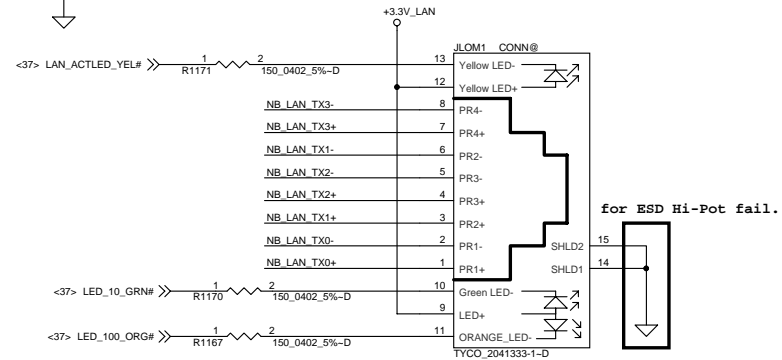 +3.3V_LAN
JLOM1 CONN@
<37> LAN_ACTLED_YEL# 1 2 13 Yellow LED-
R1171 150_0402_5%~D
12 Yellow LED+
NB_LAN_TX3- 8 PR4-
NB_LAN_TX3+ 7 PR4+
NB_LAN_TX1- 6 PR2-
NB_LAN_TX2- 5 PR3-
NB_LAN_TX2+ 4 PR3+
for ESD Hi-Pot fail.
NB_LAN_TX1+ 3 PR2+
NB_LAN_TX0- 2 PR1- SHLD2 15
NB_LAN_TX0+ 1 PR1+ SHLD1 14
<37> LED_10_GRN# 1 2 10 Green LED-
R1170 150_0402_5%~D
9 LED+
<37> LED_100_ORG# 1 2 11 ORANGE_LED-
R1167 150_0402_5%~D
TYCO_2041333-1~D